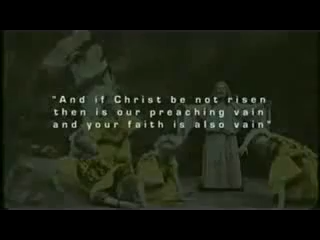 "And if Christ be not risen
then is our preaching vain
and your faith is also vain"